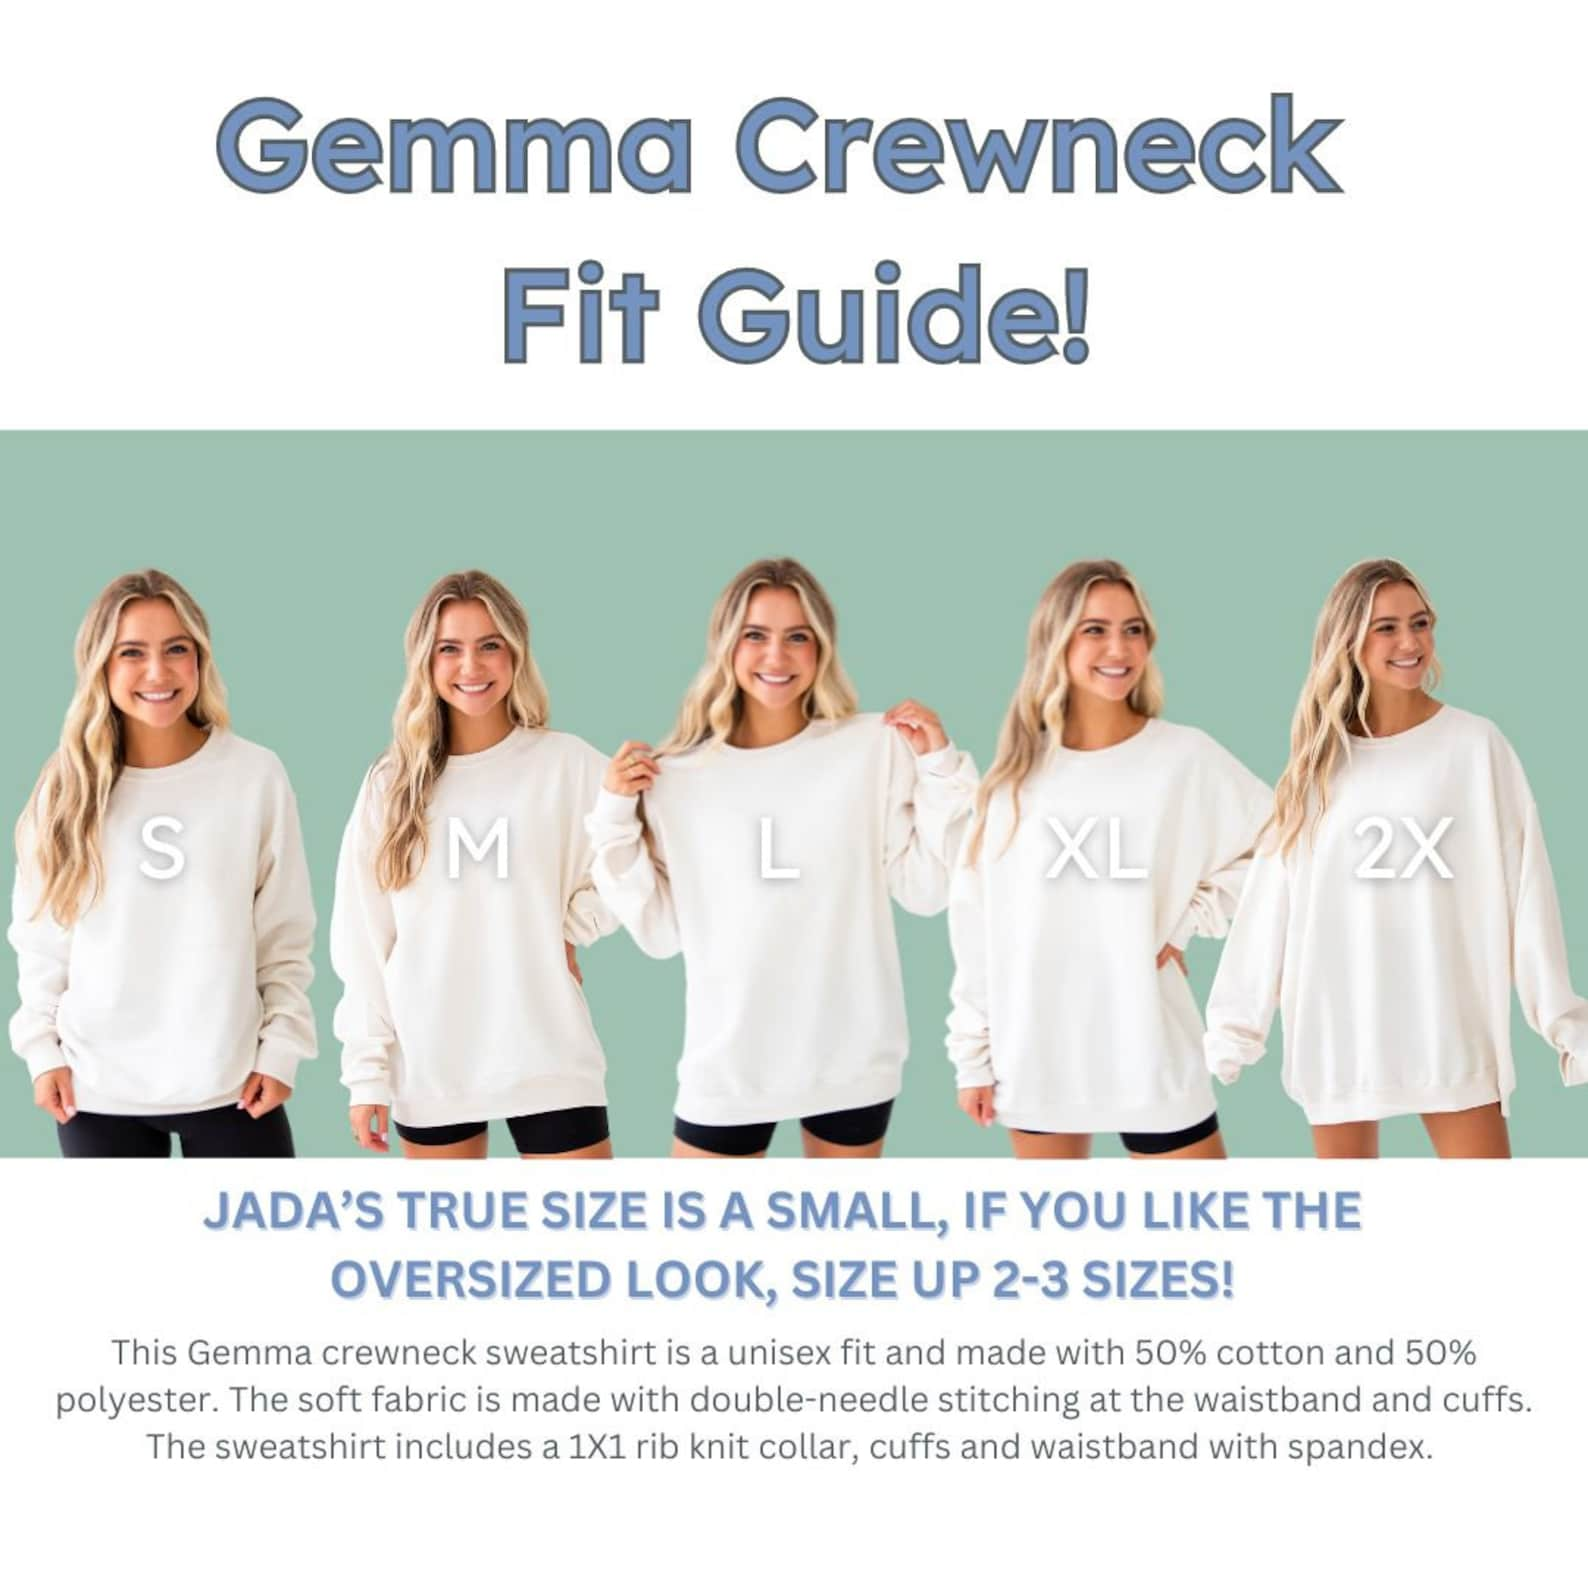 Gemma Crewneck
Fit Guide!
S
M
L
XL
2X
JADA’S TRUE SIZE IS A SMALL, IF YOU LIKE THE
OVERSIZED LOOK, SIZE UP 2-3 SIZES!
This Gemma crewneck sweatshirt is a unisex fit and made with 50% cotton and 50%
polyester. The soft fabric is made with double-needle stitching at the waistband and cuffs.
The sweatshirt includes a 1X1 rib knit collar, cuffs and waistband with spandex.